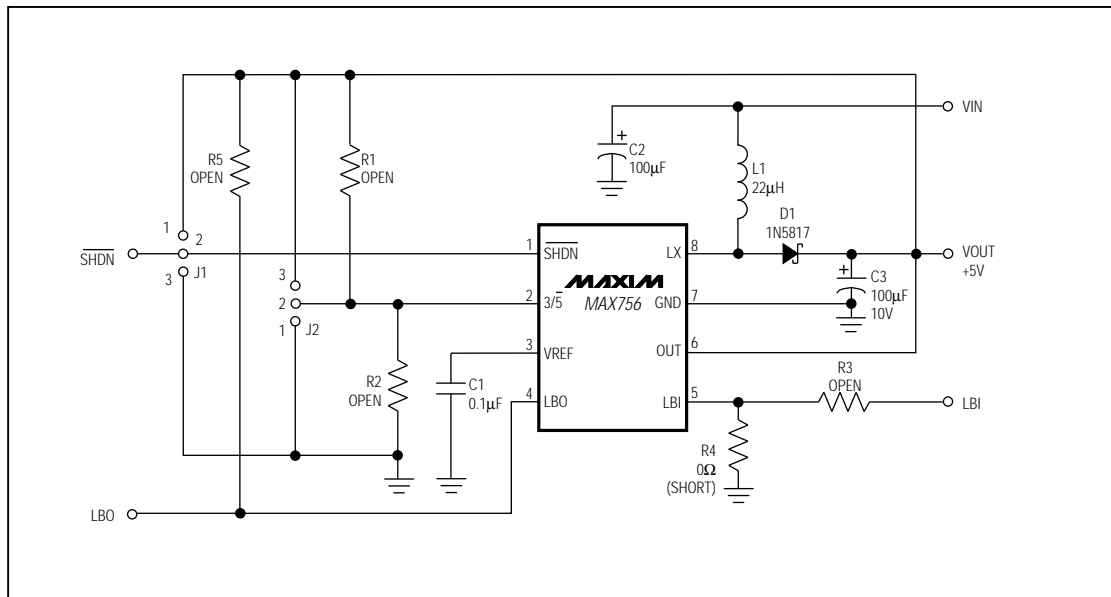 VIN
C2
100µF
+
L1
22µH
R5
OPEN
R1
OPEN
D1
1N5817
1
2
3
J1
SHDN
1
SHDN
LX
8
VOUT
+5V
+
C3
100µF
10V
3
2
1
J2
MAXIM
MAX756
2
3/5
GND
7
3
VREF
OUT
6
R2
OPEN
C1
0.1µF
4
LBO
LBI
5
R3
OPEN
LBI
R4
0Ω
(SHORT)
LBO